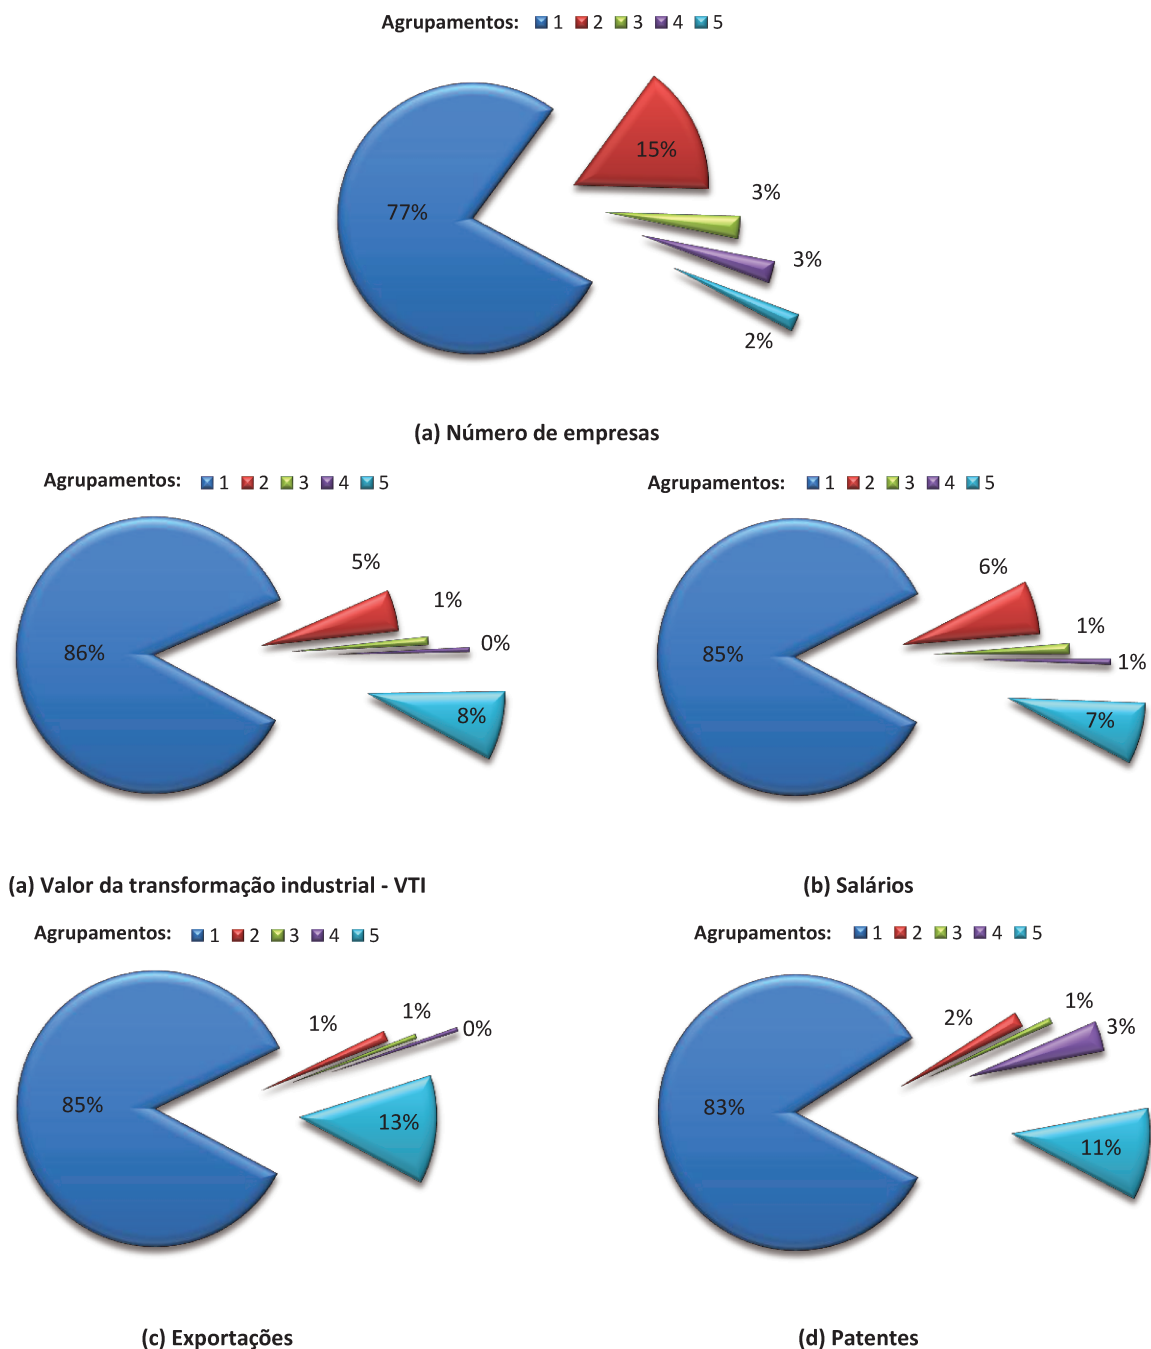 Agrupamentos: 1 2 3 4 5
15%
3%
77%
3%
2%
(a) Número de empresas
Agrupamentos: 1 2 3 4 5
5%
1%
0%
86%
8%
(a) Valor da transformação industrial - VTI
Agrupamentos: 1 2 3 4 5
6%
1%
1%
85%
7%
(b) Salários
Agrupamentos: 1 2 3 4 5
1%
1%
0%
85%
13%
(c) Exportações
Agrupamentos: 1 2 3 4 5
2%
1%
3%
83%
11%
(d) Patentes